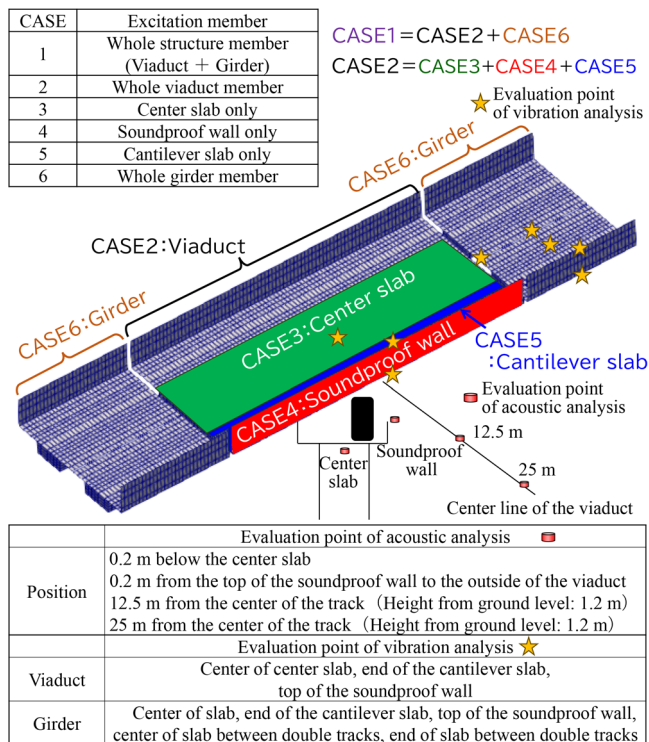 CASE Excitation member
1 Whole structure member
(Viaduct + Girder)
2 Whole viaduct member
3 Center slab only
4 Soundproof wall only
5 Cantilever slab only
6 Whole girder member
CASE1=CASE2+CASE6
CASE2=CASE3+CASE4+CASE5
Evaluation point
of vibration analysis
CASE6:Girder
CASE2:Viaduct
CASE6:Girder
CASE3:Center slab
CASE4:Soundproof wall
CASE5
:Cantilever slab
Evaluation point
of acoustic analysis
12.5 m
Soundproof
wall
Center
slab
25 m
Center line of the viaduct
Evaluation point of acoustic analysis
Position
0.2 m below the center slab
0.2 m from the top of the soundproof wall to the outside of the viaduct
12.5 m from the center of the track (Height from ground level: 1.2 m)
25 m from the center of the track (Height from ground level: 1.2 m)
Evaluation point of vibration analysis
Viaduct
Center of center slab, end of the cantilever slab,
top of the soundproof wall
Girder
Center of slab, end of the cantilever slab, top of the soundproof wall,
center of slab between double tracks, end of slab between double tracks